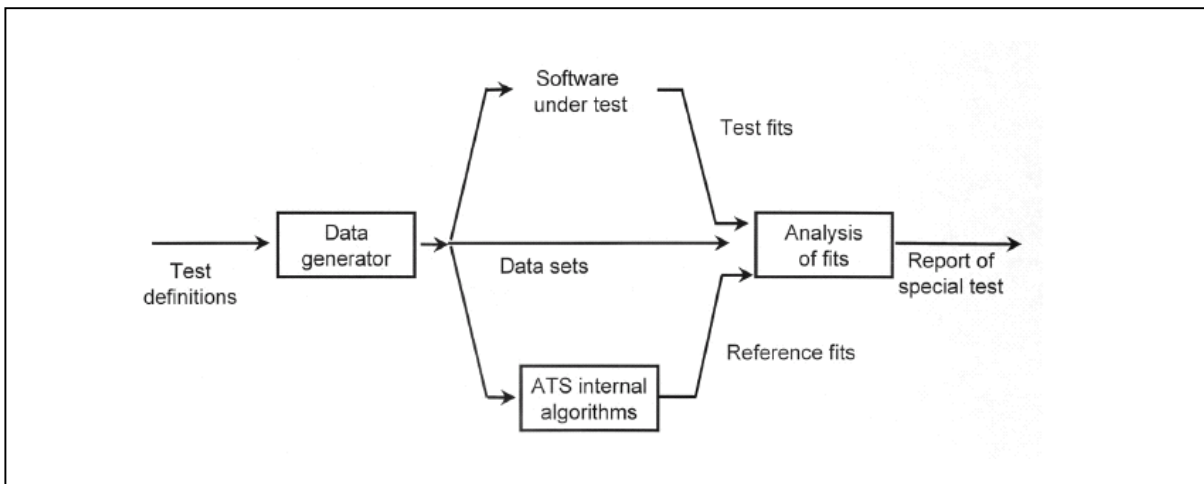 Software
under test
Test fits
Data
generator
Analysis
of fits
Test
definitions
Data sets
Report of
special test
Reference fits
ATS internal
algorithms